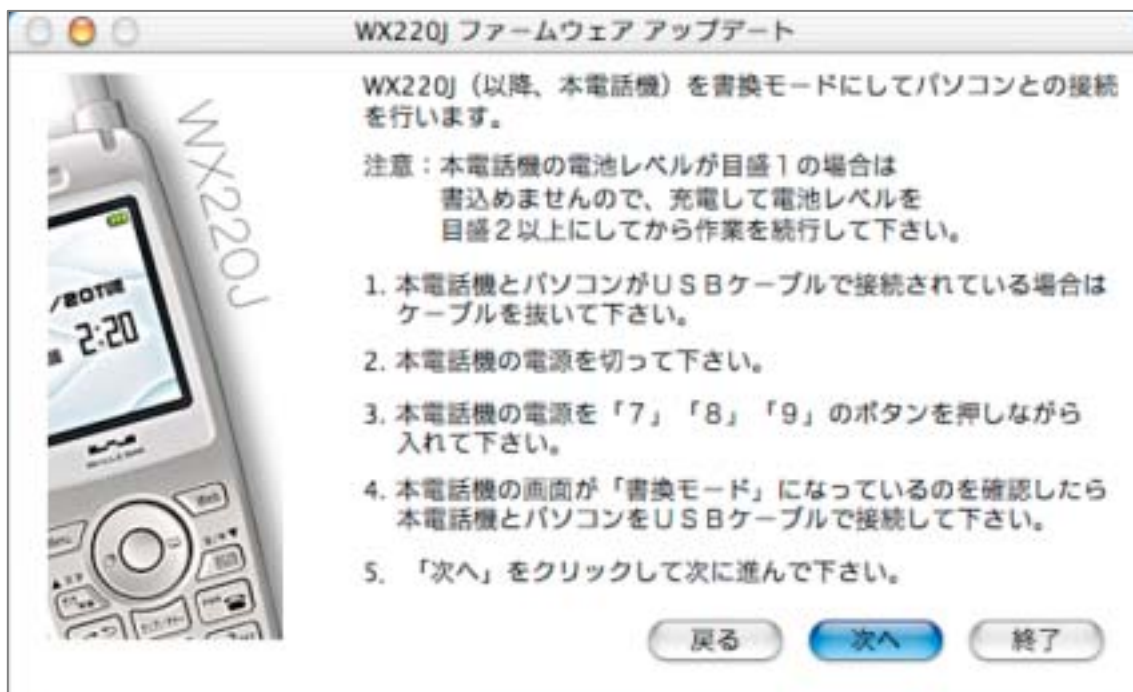 WX220J ファームウェア アップデート
WX220J（以降、本電話機）を書換モードにしてパソコンとの接続
を行います。
注意：本電話機の電池レベルが目盛１の場合は
書込めませんので、充電して電池レベルを
目盛２以上にしてから作業を続行して下さい。
1. 本電話機とパソコンがＵＳＢケーブルで接続されている場合は
ケーブルを抜いて下さい。
2. 本電話機の電源を切って下さい。
3. 本電話機の電源を「７」「８」「９」のボタンを押しながら
入れて下さい。
4. 本電話機の画面が「書換モード」になっているのを確認したら
本電話機とパソコンをＵＳＢケーブルで接続して下さい。
5. 「次へ」をクリックして次に進んで下さい。
戻る 次へ 終了
WX220J
2:20
Web